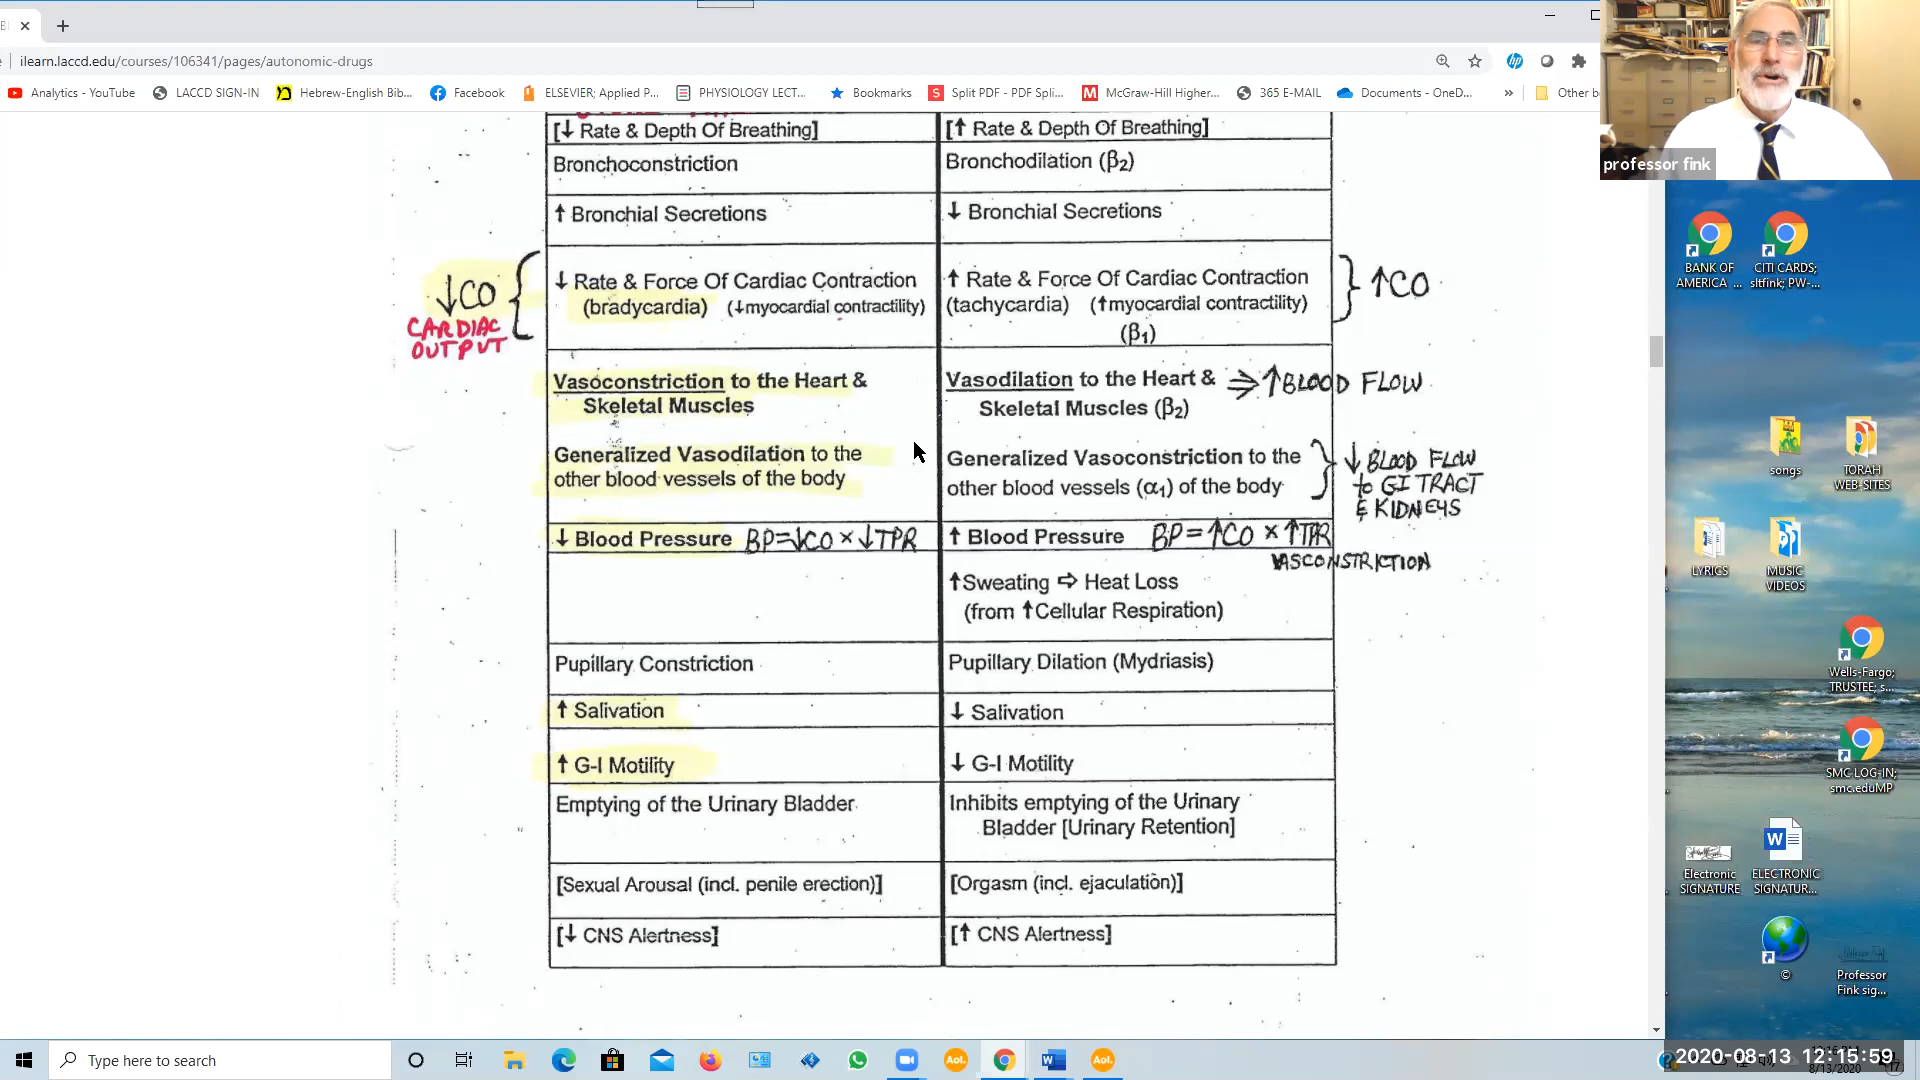 ilearn.laccd.edu/courses/106341/pages/autonomic-drugs
Analytics - YouTube
LACCD SIGN-IN
Hebrew-English Bib...
Facebook
ELSEVIER; Applied P...
PHYSIOLOGY LECT...
Bookmarks
Split PDF - PDF Spli...
McGraw-Hill Higher...
365 E-MAIL
Documents - OneD...
»
Other b
professor fink
[↓ Rate & Depth Of Breathing]
[↑ Rate & Depth Of Breathing]
Bronchoconstriction
Bronchodilation (β2)
↑ Bronchial Secretions
↓ Bronchial Secretions
↓CO
CARDIAC
OUTPUT
↓ Rate & Force Of Cardiac Contraction
(bradycardia) (↓myocardial contractility)
↑ Rate & Force Of Cardiac Contraction
(tachycardia) (↑myocardial contractility)
(β1)
↑CO
Vasoconstriction to the Heart &
Skeletal Muscles
Vasodilation to the Heart & ⇒ ↑BLOOD FLOW
Skeletal Muscles (β2)
Generalized Vasodilation to the
other blood vessels of the body
Generalized Vasoconstriction to the
other blood vessels (α1) of the body
↓ BLOOD FLOW
to GI TRACT
& KIDNEYS
↓ Blood Pressure BP=↓CO × ↓TPR
↑ Blood Pressure BP=↑CO × ↑TPR
VASCONSTRICTION
↑Sweating ⇨ Heat Loss
(from ↑Cellular Respiration)
Pupillary Constriction
Pupillary Dilation (Mydriasis)
↑ Salivation
↓ Salivation
↑ G-I Motility
↓ G-I Motility
Emptying of the Urinary Bladder
Inhibits emptying of the Urinary
Bladder [Urinary Retention]
[Sexual Arousal (incl. penile erection)]
[Orgasm (incl. ejaculation)]
[↓ CNS Alertness]
[↑ CNS Alertness]
BANK OF
AMERICA ...
CITI CARDS;
sltfink; PW-...
songs
TORAH
WEB-SITES
LYRICS
MUSIC
VIDEOS
Wells-Fargo;
TRUSTEE; s...
SMC LOG-IN;
smc.eduMP
Electronic
SIGNATURE
ELECTRONIC
SIGNATUR...
©
Professor
Fink sig...
Type here to search
Aol.
Aol.
2020-08-13 12:15:59
8/13/2020